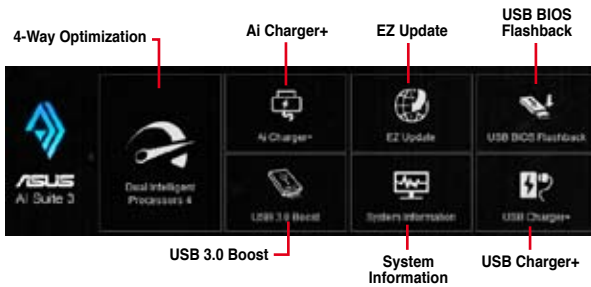 USB BIOS
Flashback
4-Way Optimization
Ai Charger+
EZ Update
ASUS
AI Suite 3
Dual Intelligent
Processors 4
Ai Charger+
EZ Update
USB BIOS Flashback
USB 3.0 Boost
System Information
USB Charger+
USB 3.0 Boost
System
Information
USB Charger+